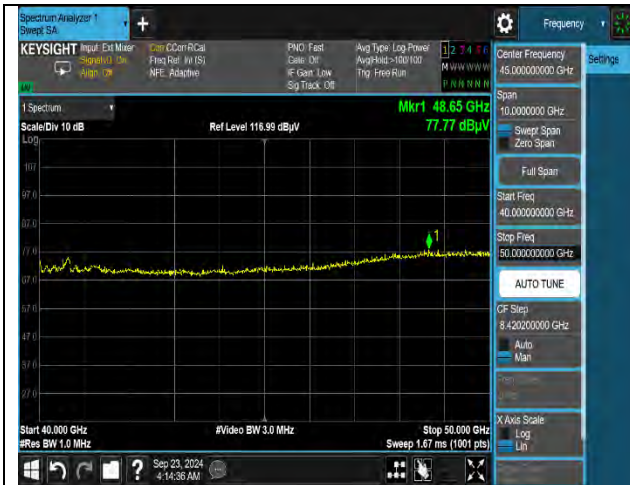 Spectrum Analyzer 1
Swept SA
+
Frequency
KEYSIGHT
Input: Ext Mixer
Corr CCorr RCal
Freq Ref: Int (S)
NFE: Adaptive
PNO: Fast
Gate: Off
IF Gain: Low
Sig Track: Off
Avg Type: Log-Power
Avg|Hold:>100/100
Trig: Free Run
1 2 3 4 5 6
M W W W W W
P N N N N N
1 Spectrum
Scale/Div 10 dB
Log
Ref Level 116.99 dBµV
Mkr1 48.65 GHz
77.77 dBµV
107
97.0
87.0
77.0
67.0
57.0
47.0
37.0
27.0
1
Start 40.000 GHz
#Res BW 1.0 MHz
#Video BW 3.0 MHz
Stop 50.000 GHz
Sweep 1.67 ms (1001 pts)
Center Frequency
45.000000000 GHz
Settings
Span
10.0000000 GHz
Swept Span
Zero Span
Full Span
Start Freq
40.000000000 GHz
Stop Freq
50.000000000 GHz
AUTO TUNE
CF Step
8.420200000 GHz
Auto
Man
X Axis Scale
Log
Lin
?
Sep 23, 2024
4:14:36 AM